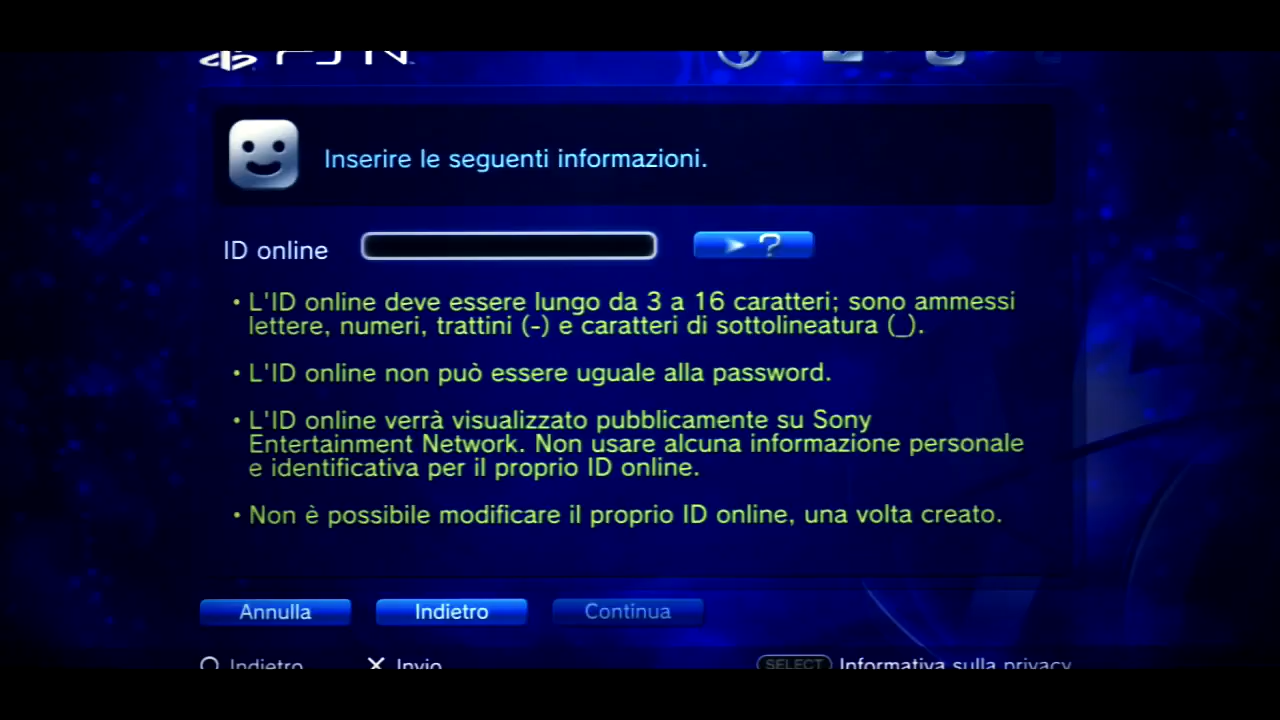 PSN
Inserire le seguenti informazioni.
ID online
?
• L'ID online deve essere lungo da 3 a 16 caratteri; sono ammessi
lettere, numeri, trattini (-) e caratteri di sottolineatura (_).
• L'ID online non può essere uguale alla password.
• L'ID online verrà visualizzato pubblicamente su Sony
Entertainment Network. Non usare alcuna informazione personale
e identificativa per il proprio ID online.
• Non è possibile modificare il proprio ID online, una volta creato.
Annulla Indietro Continua
Indietro Invio SELECT Informativa sulla privacy